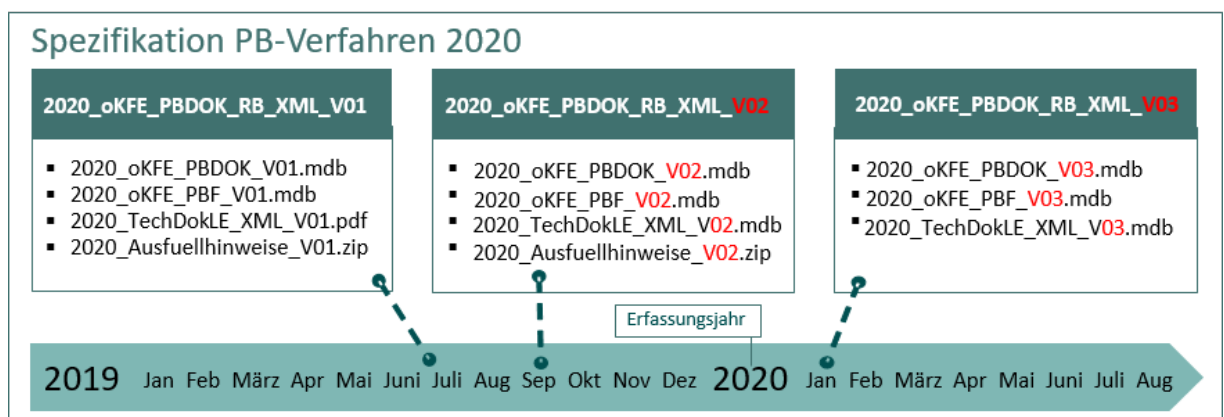 Spezifikation PB-Verfahren 2020
2020_oKFE_PBDOK_RB_XML_V01
▪ 2020_oKFE_PBDOK_V01.mdb
▪ 2020_oKFE_PBF_V01.mdb
▪ 2020_TechDokLE_XML_V01.pdf
▪ 2020_Ausfuellhinweise_V01.zip
2020_oKFE_PBDOK_RB_XML_V02
▪ 2020_oKFE_PBDOK_V02.mdb
▪ 2020_oKFE_PBF_V02.mdb
▪ 2020_TechDokLE_XML_V02.mdb
▪ 2020_Ausfuellhinweise_V02.zip
2020_oKFE_PBDOK_RB_XML_V03
▪ 2020_oKFE_PBDOK_V03.mdb
▪ 2020_oKFE_PBF_V03.mdb
▪ 2020_TechDokLE_XML_V03.mdb
Erfassungsjahr
2019 Jan Feb März Apr Mai Juni Juli Aug Sep Okt Nov Dez 2020 Jan Feb März Apr Mai Juni Juli Aug